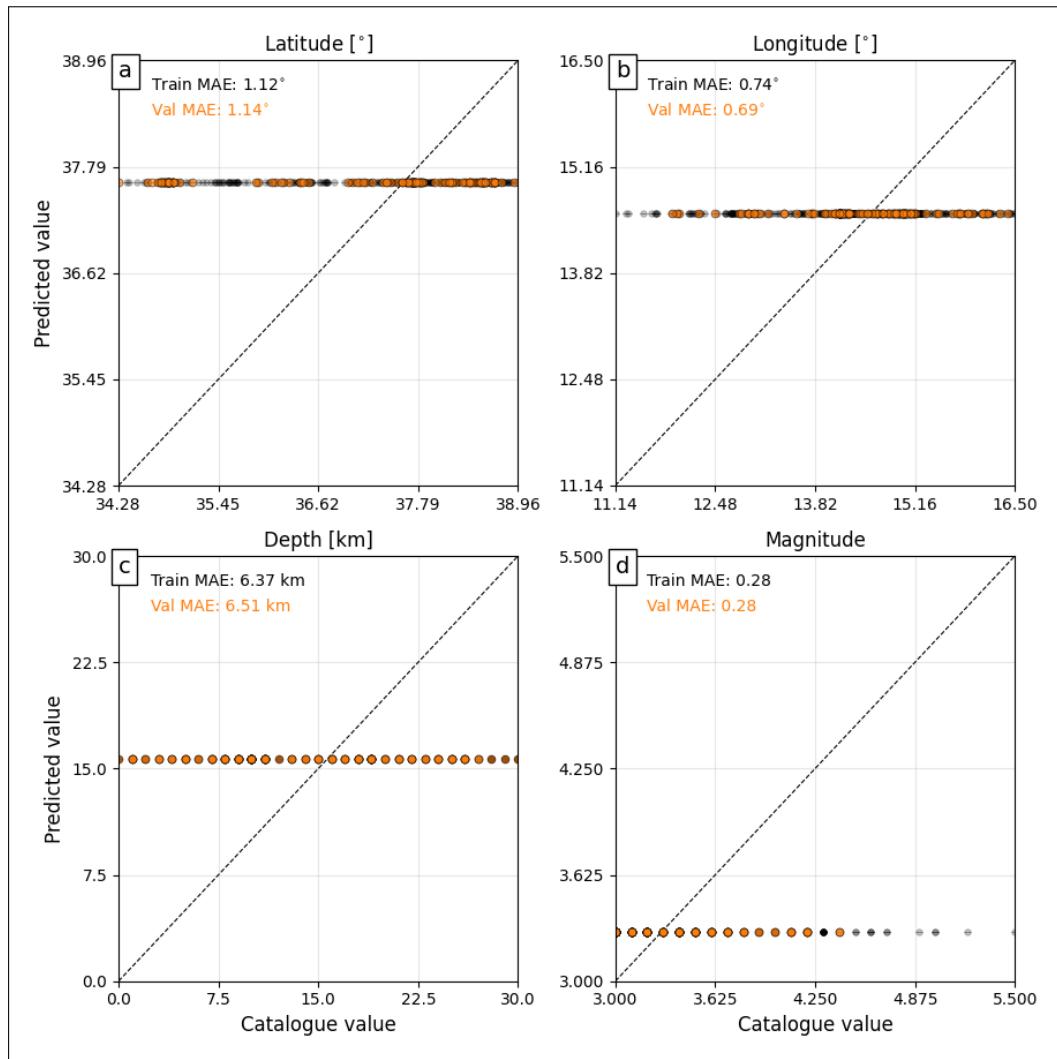 Latitude [°]
a
Train MAE: 1.12°
Val MAE: 1.14°
38.96
37.79
36.62
35.45
34.28
34.28 35.45 36.62 37.79 38.96
Predicted value
Longitude [°]
b
Train MAE: 0.74°
Val MAE: 0.69°
16.50
15.16
13.82
12.48
11.14
11.14 12.48 13.82 15.16 16.50
Depth [km]
c
Train MAE: 6.37 km
Val MAE: 6.51 km
30.0
22.5
15.0
7.5
0.0
0.0 7.5 15.0 22.5 30.0
Predicted value
Catalogue value
Magnitude
d
Train MAE: 0.28
Val MAE: 0.28
5.500
4.875
4.250
3.625
3.000
3.000 3.625 4.250 4.875 5.500
Catalogue value